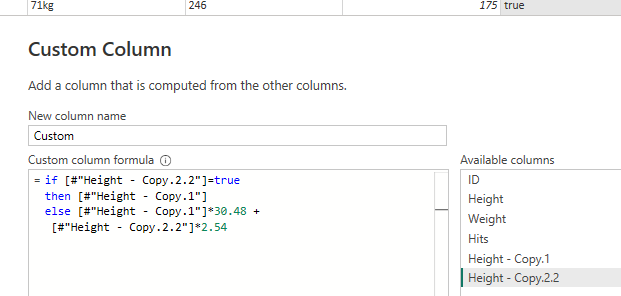 71kg 246 175 true
Custom Column
Add a column that is computed from the other columns.
New column name
Custom
Custom column formula
Available columns
= if [#"Height - Copy.2.2"]=true
then [#"Height - Copy.1"]
else [#"Height - Copy.1"]*30.48 +
[#"Height - Copy.2.2"]*2.54
ID
Height
Weight
Hits
Height - Copy.1
Height - Copy.2.2